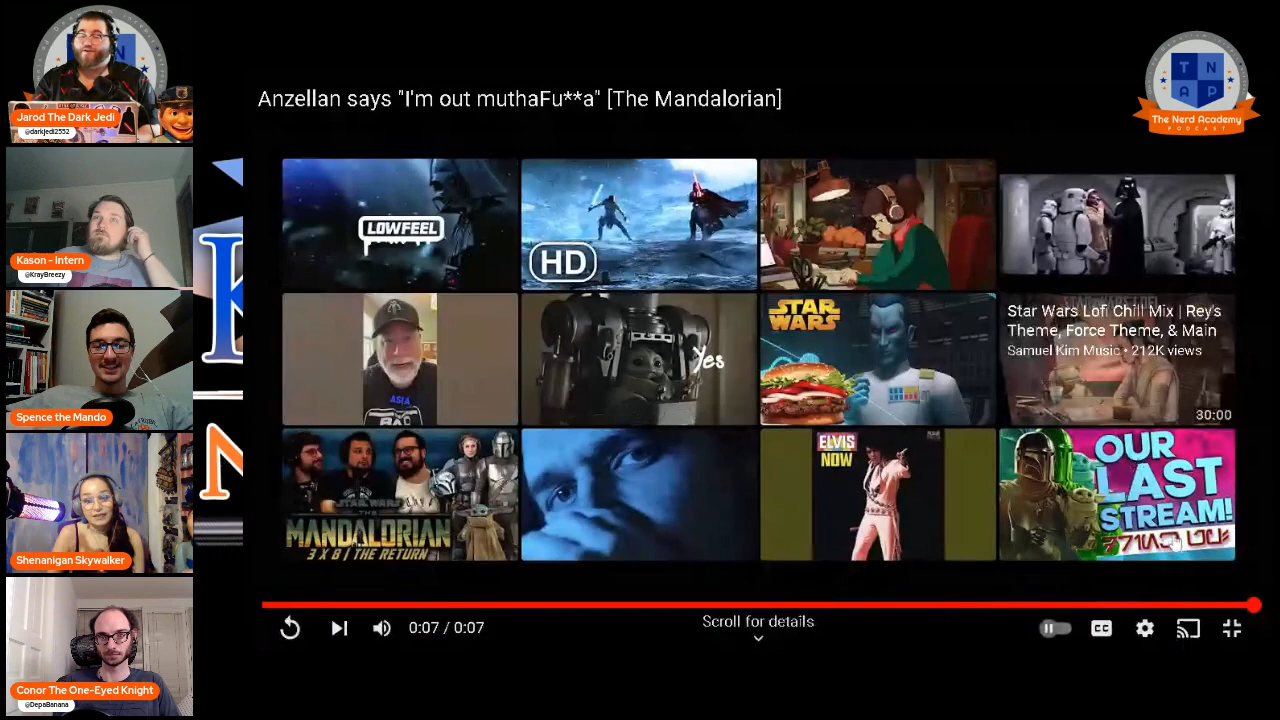 Jarod The Dark Jedi
@darkjedi2552
Kason - Intern
@KrayBreezy
Spence the Mando
Shenanigan Skywalker
Conor The One-Eyed Knight
@DepaBanana
K
N
Anzellan says "I'm out muthaFu**a" [The Mandalorian]
T N
A P
The Nerd Academy
PODCAST
LOWFEEL
HD
ASIA
Yes
STAR
WARS
Star Wars Lofi Chill Mix | Rey's
Theme, Force Theme, & Main
Samuel Kim Music • 212K views
30:00
STAR WARS
THE
MANDALORIAN
3 X 8 | THE RETURN
ELVIS
NOW
OUR
LAST
STREAM!
0:07 / 0:07
Scroll for details
CC